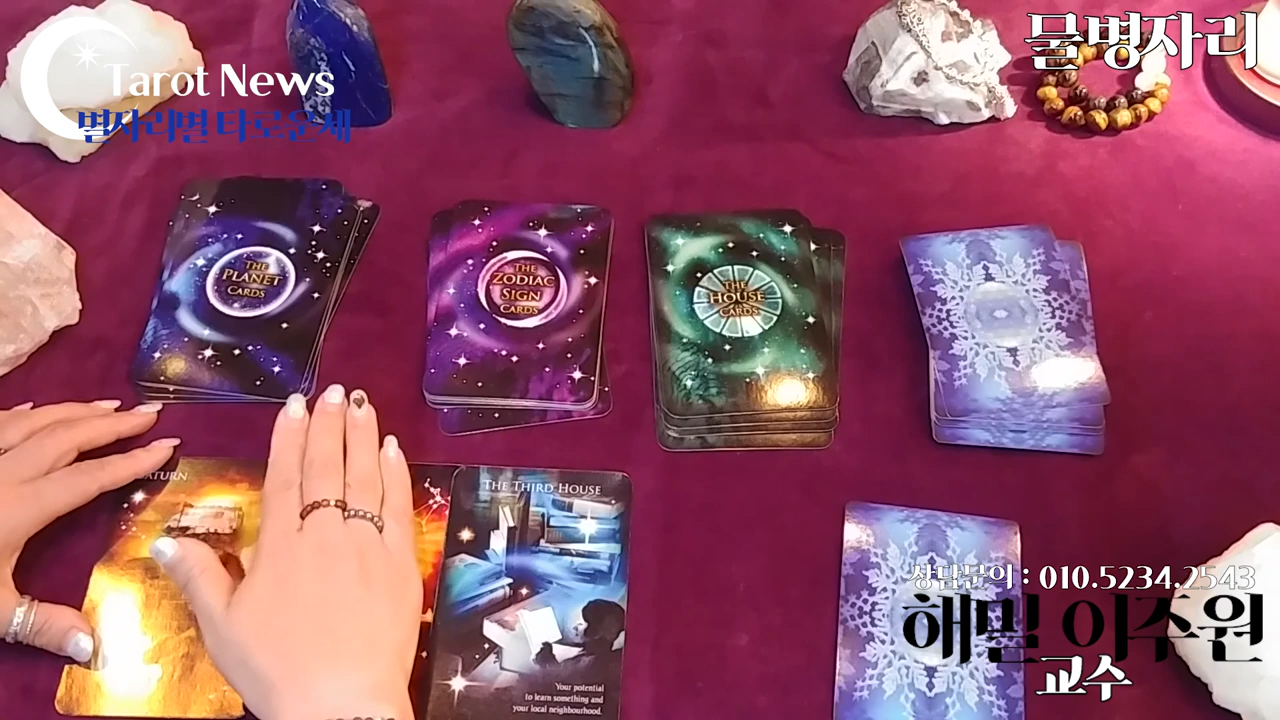 Tarot News
별자리별 타로운세
물병자리
THE
PLANET
CARDS
THE
ZODIAC
SIGN
CARDS
THE
HOUSE
CARDS
SATURN
THE THIRD HOUSE
Your potential
to learn something and
your local neighbourhood.
상담문의 : 010.5234.2543
해밀 이주원
교수